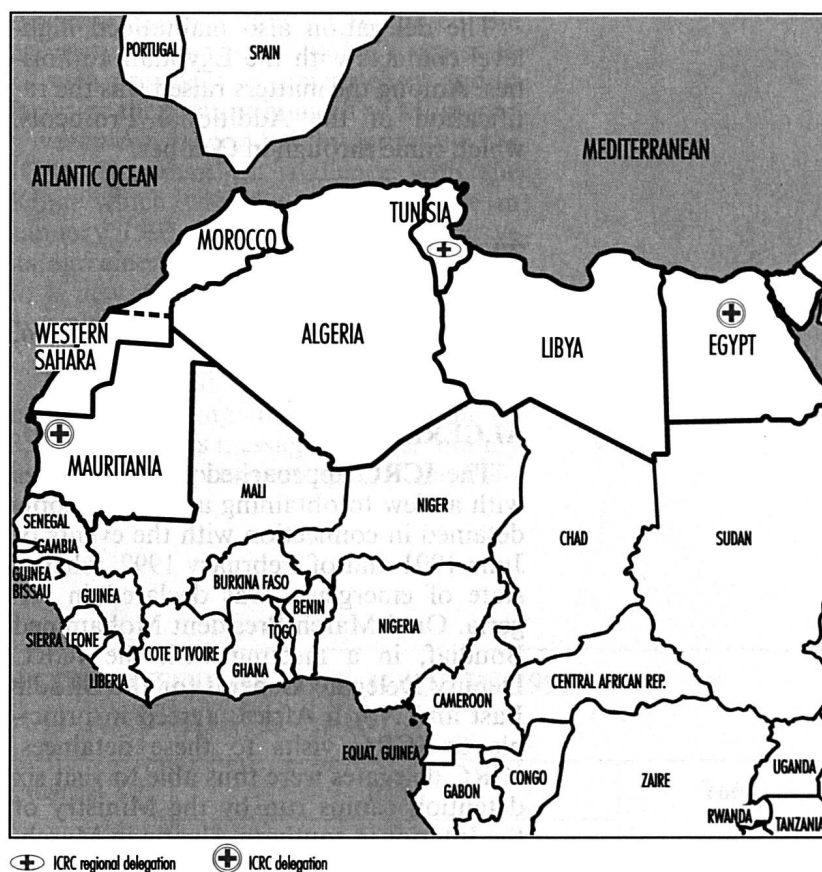 PORTUGAL
SPAIN
ATLANTIC OCEAN
MEDITERRANEAN
TUNISIA
MOROCCO
ALGERIA
LIBYA
EGYPT
WESTERN
SAHARA
MAURITANIA
MALI
NIGER
CHAD
SUDAN
SENEGAL
GAMBIA
GUINEA
BISSAU
GUINEA
BURKINA FASO
BENIN
NIGERIA
SIERRA LEONE
COTE D'IVOIRE
GHANA
TOGO
LIBERIA
CENTRAL AFRICAN REP.
CAMEROON
EQUAT. GUINEA
GABON
CONGO
ZAIRE
UGANDA
RWANDA
TANZANIA
ICRC regional delegation
ICRC delegation